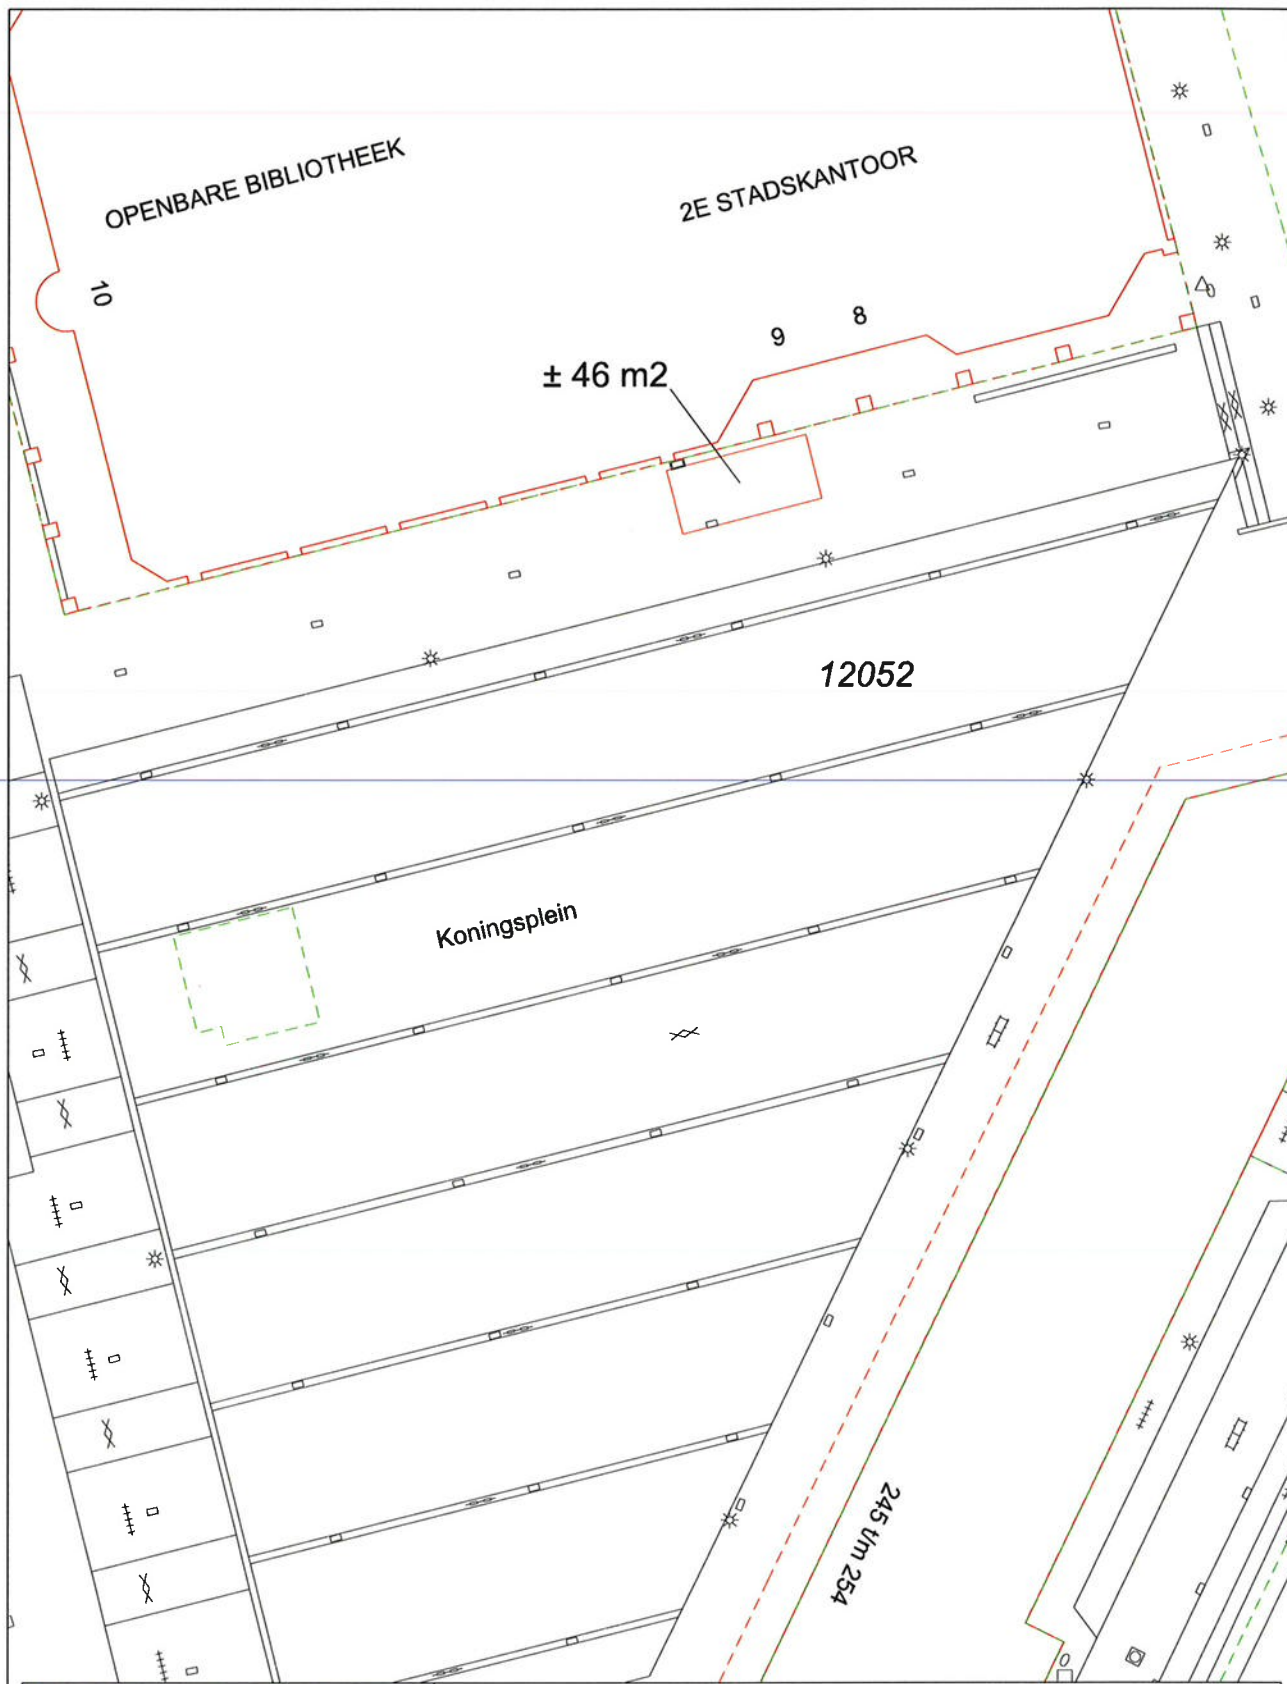 OPENBARE BIBLIOTHEEK
2E STADSKANTOOR
10
9
8
± 46 m2
12052
Koningsplein
245 t/m 254